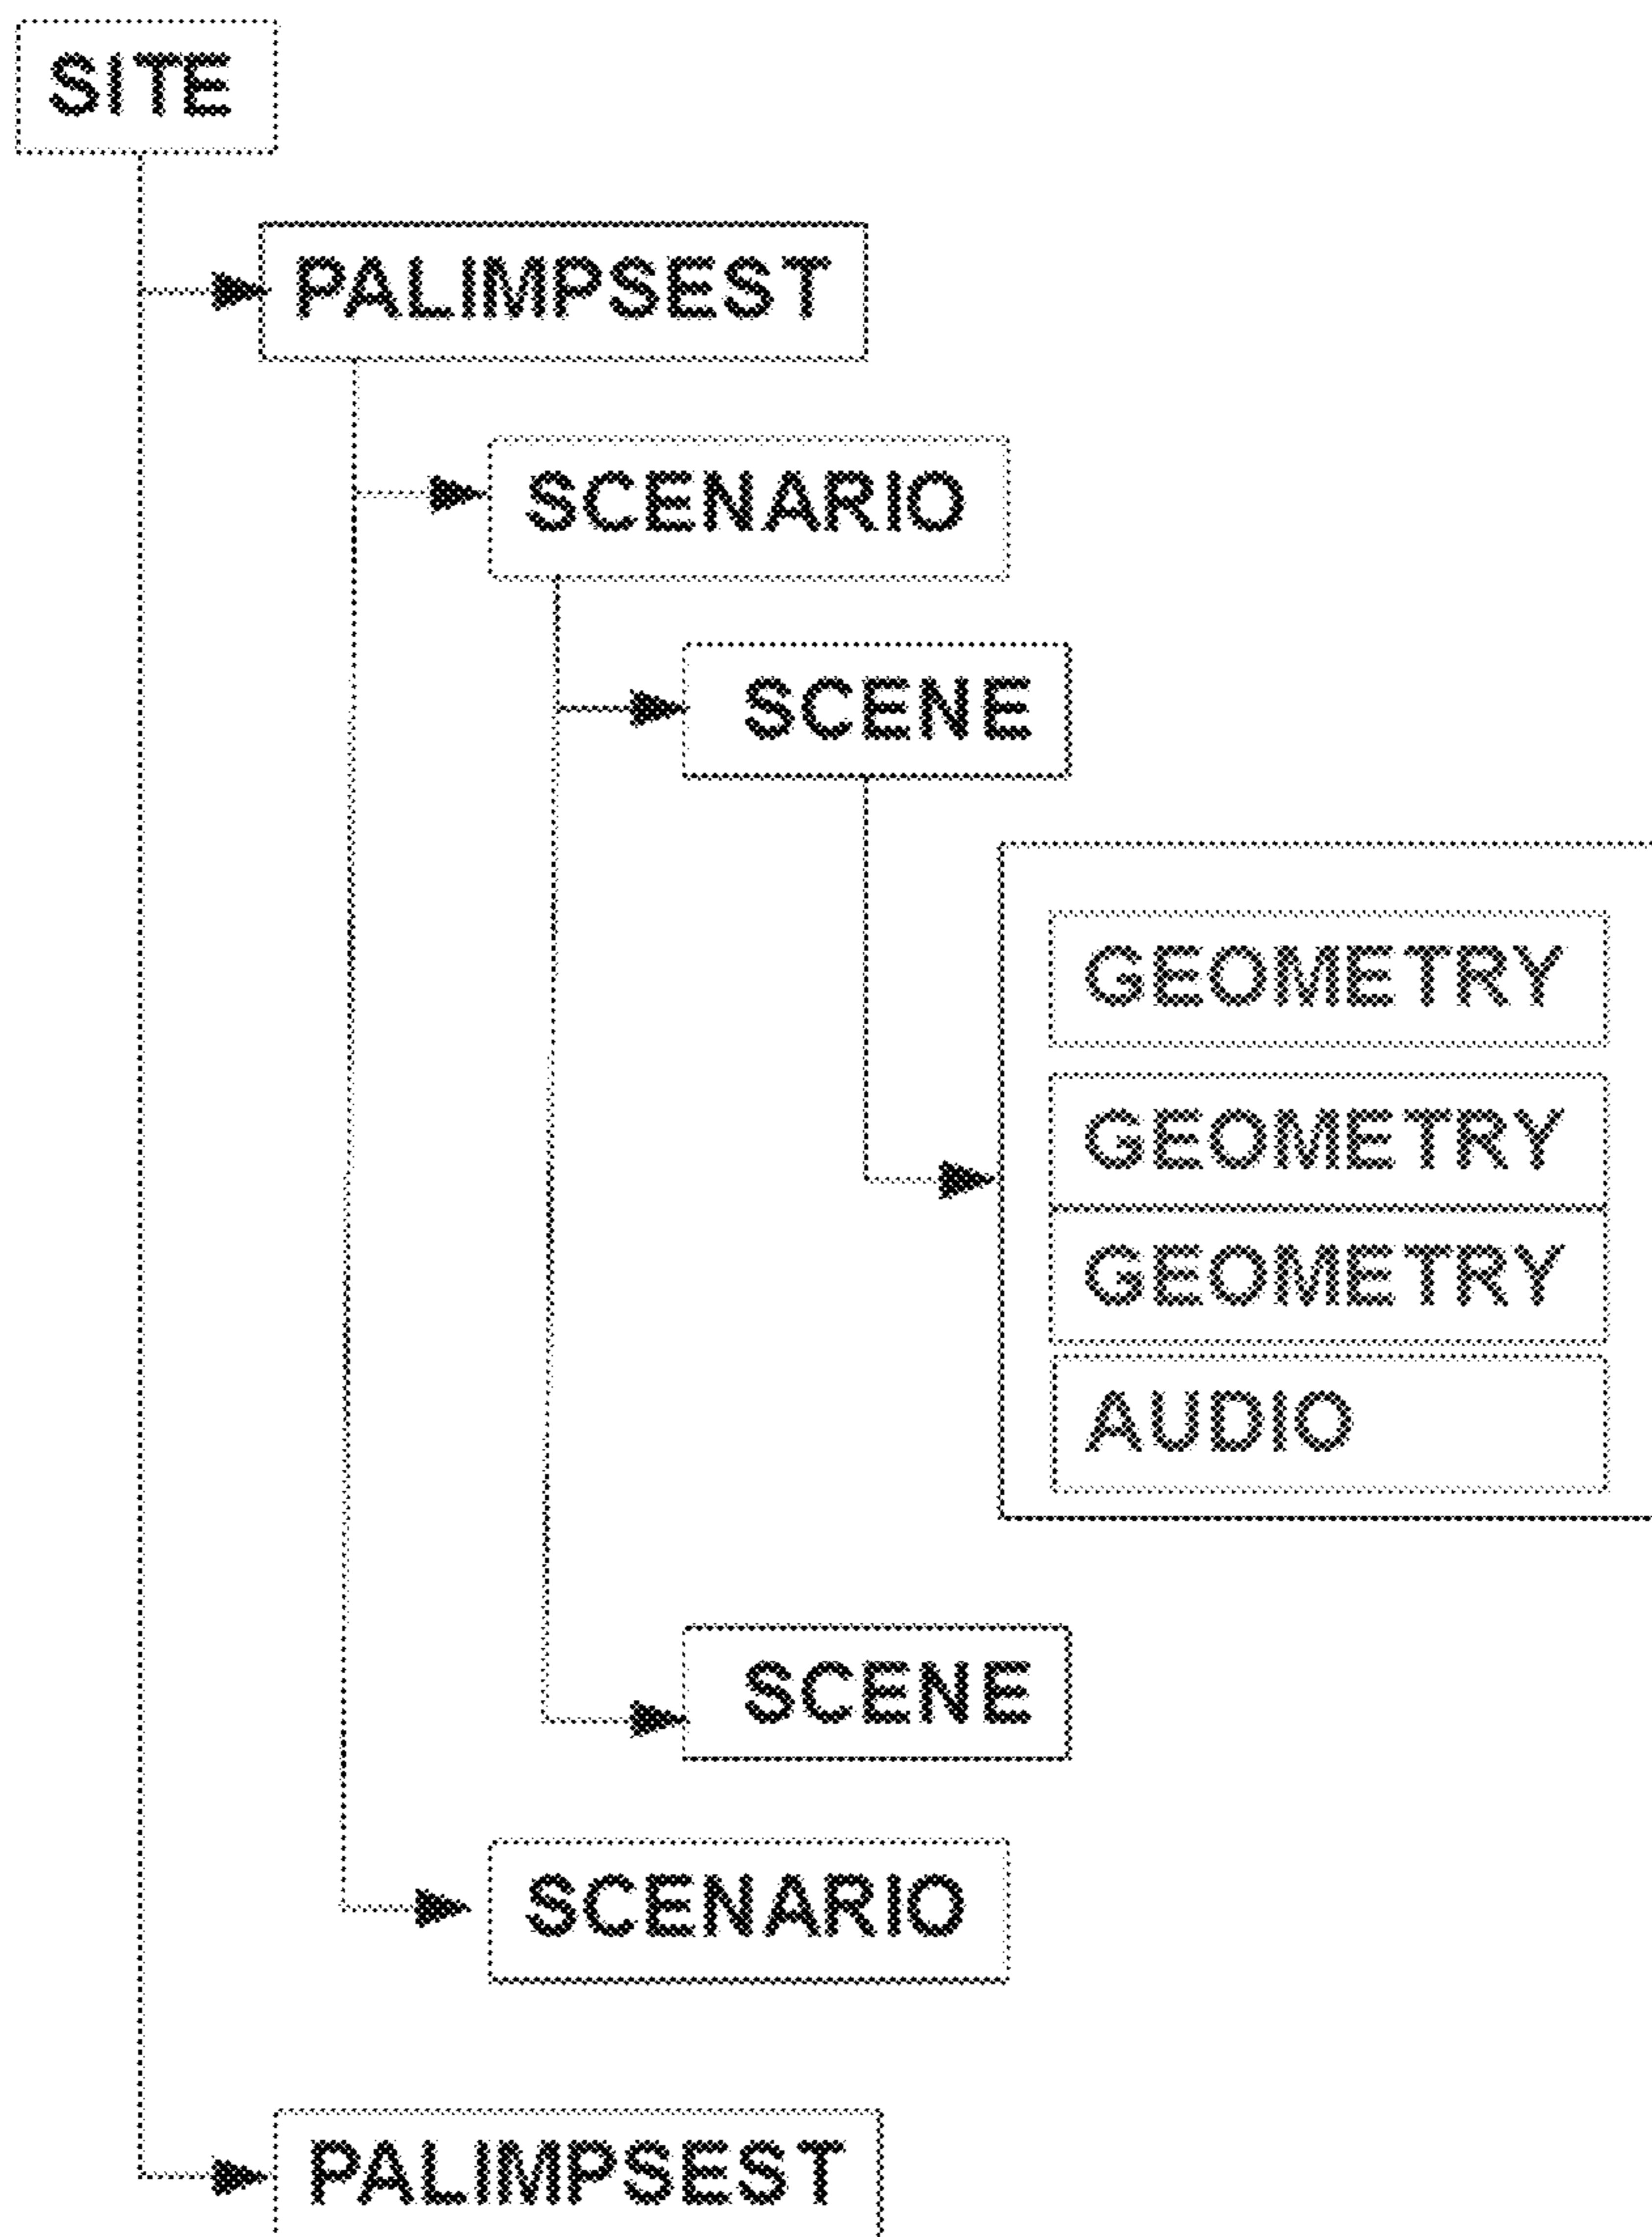 SITE
PALIMPSEST
SCENARIO
SCENE
GEOMETRY
GEOMETRY
GEOMETRY
AUDIO
SCENE
SCENARIO
PALIMPSEST